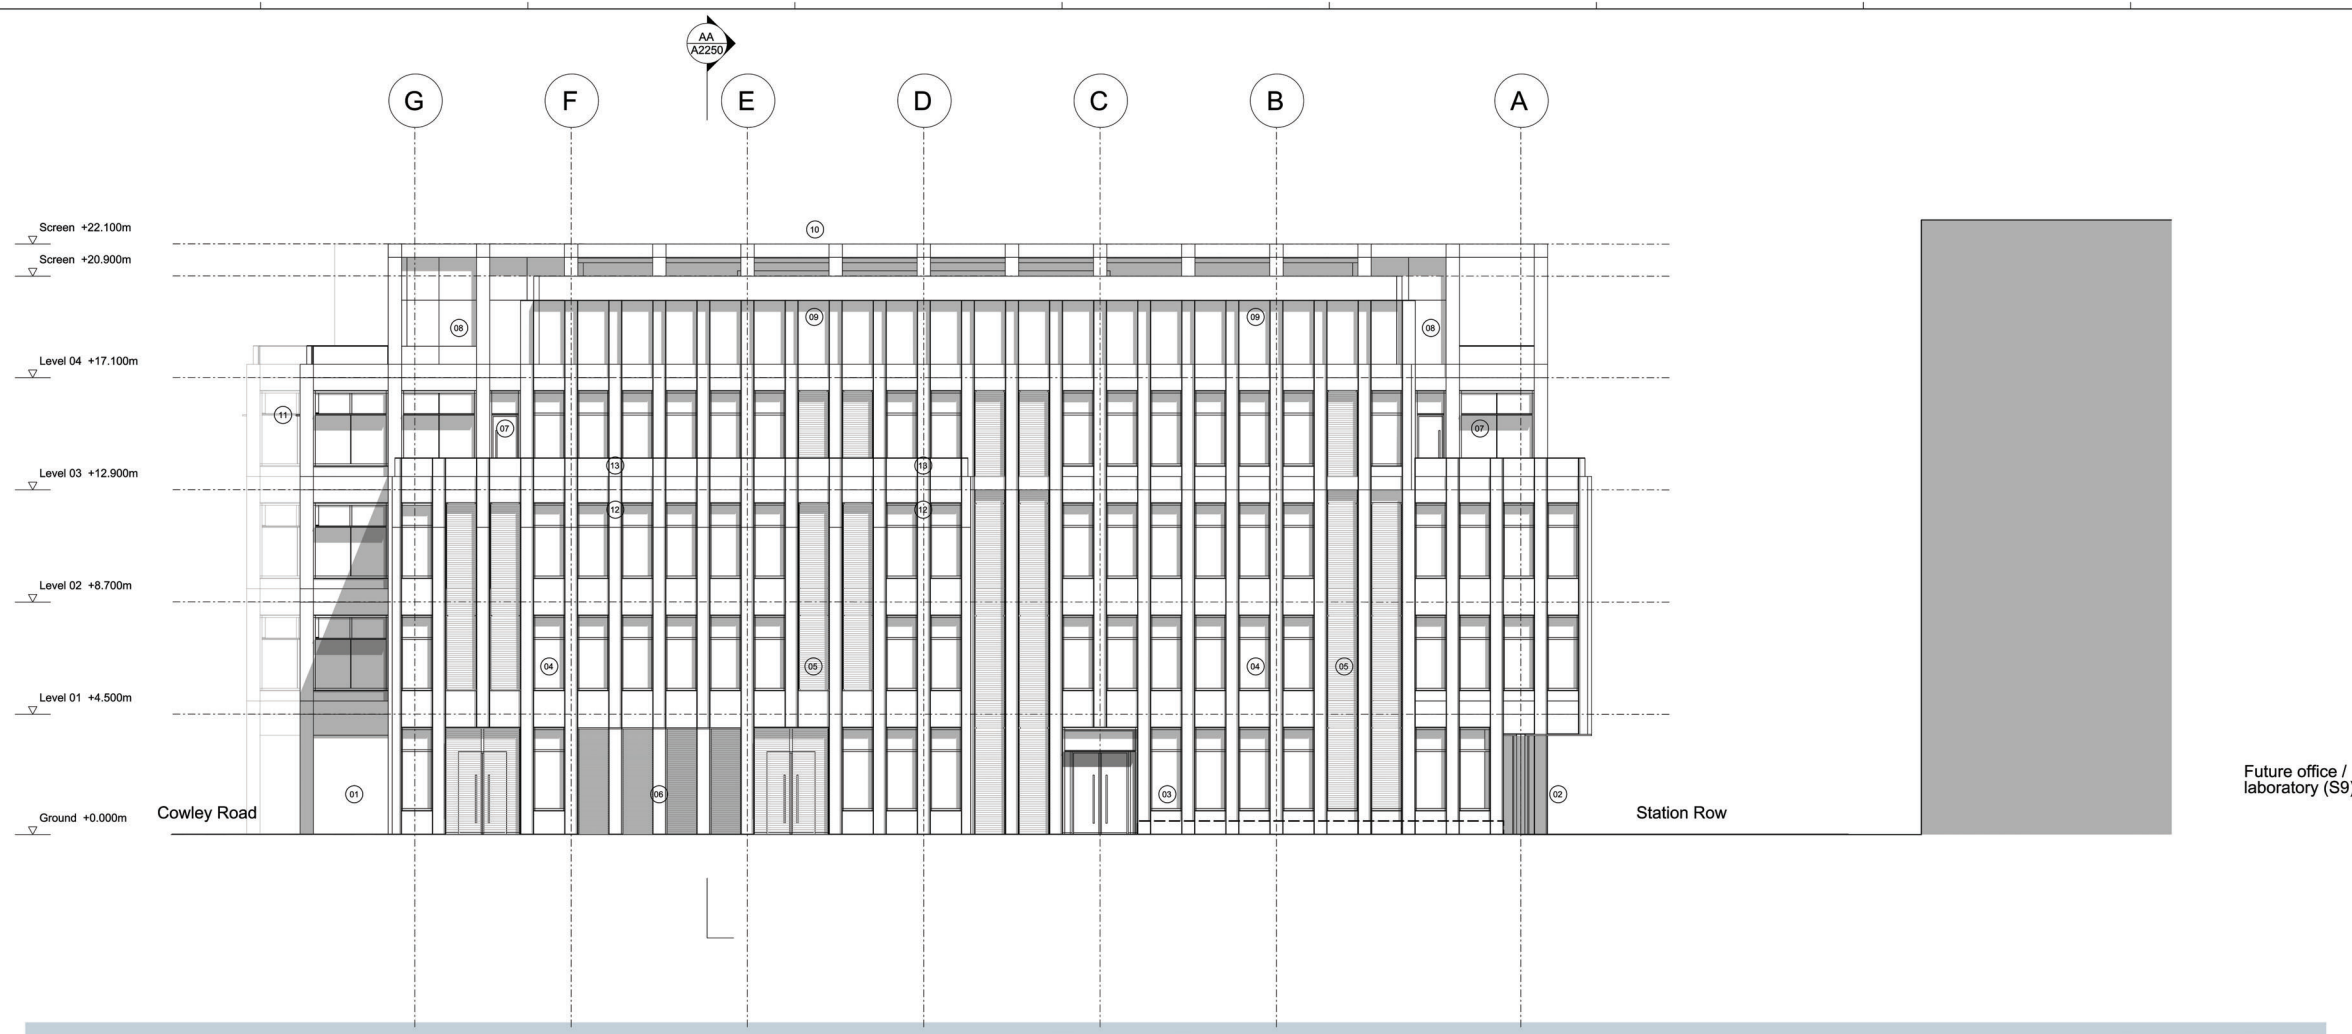 AA
A2250
G F E D C B A
10
Screen +22.100m
Screen +20.900m
09 09
08 08
Level 04 +17.100m
11
07 07
13 13
Level 03 +12.900m
12 12
Level 02 +8.700m
04 05 04 05
Level 01 +4.500m
01 06 03 02
Future office /
laboratory (S9)
Cowley Road
Station Row
Ground +0.000m